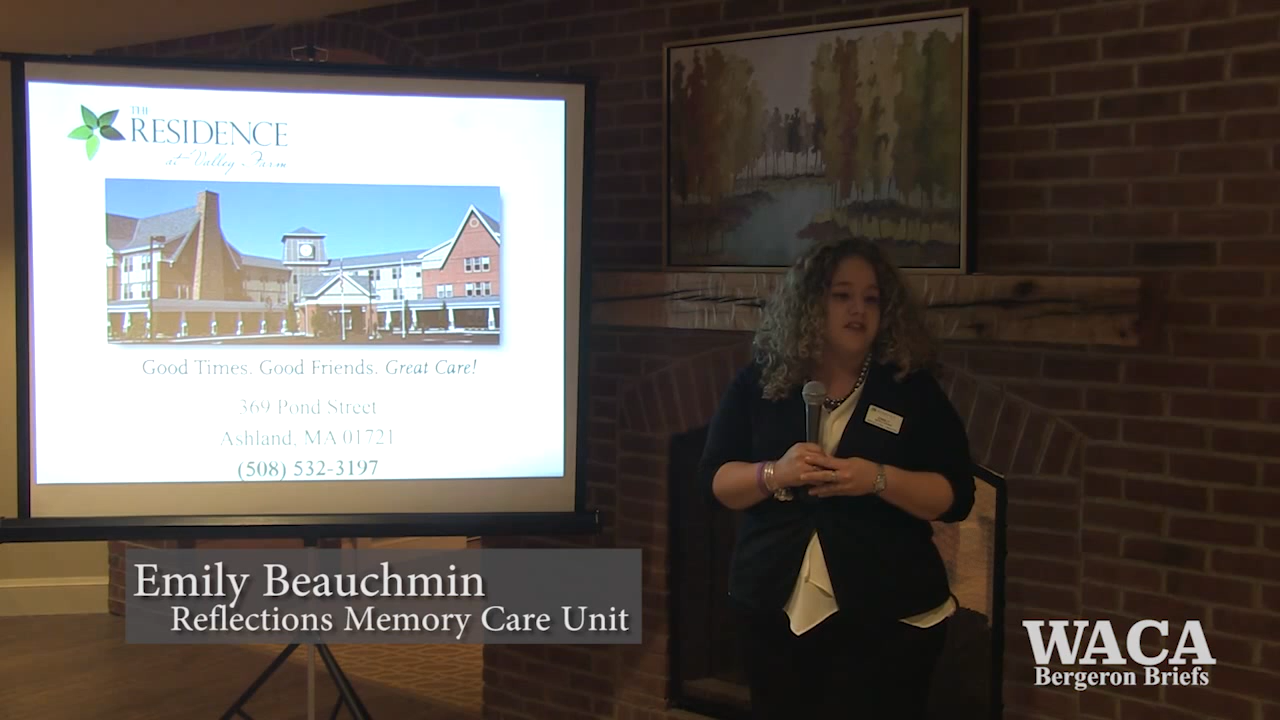 THE
RESIDENCE
at Valley Farm
Good Times. Good Friends. Great Care!
369 Pond Street
Ashland, MA 01721
(508) 532-3197
Emily Beauchmin
Reflections Memory Care Unit
WACA
Bergeron Briefs